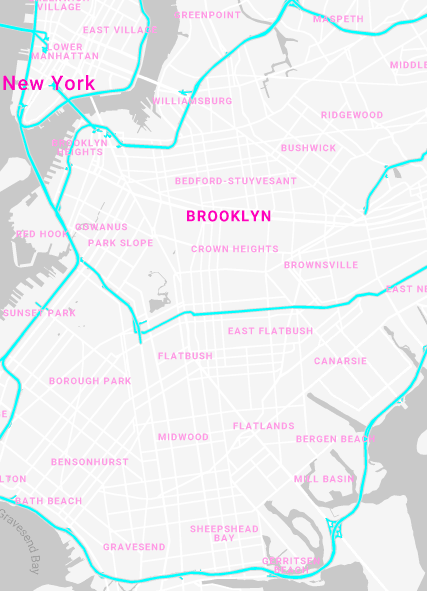 VILLAGE
GREENPOINT
MASPETH
EAST VILLAGE
LOWER
MANHATTAN
MIDDLE
New York
WILLIAMSBURG
RIDGEWOOD
BROOKLYN
HEIGHTS
BUSHWICK
BEDFORD-STUYVESANT
BROOKLYN
GOWANUS
RED HOOK
PARK SLOPE
CROWN HEIGHTS
BROWNSVILLE
EAST NE
SUNSET PARK
EAST FLATBUSH
FLATBUSH
CANARSIE
BOROUGH PARK
E
FLATLANDS
MIDWOOD
BERGEN BEACH
BENSONHURST
LTON
MILL BASIN
BATH BEACH
Gravesend Bay
SHEEPSHEAD
BAY
GRAVESEND
GERRITSEN
BEACH